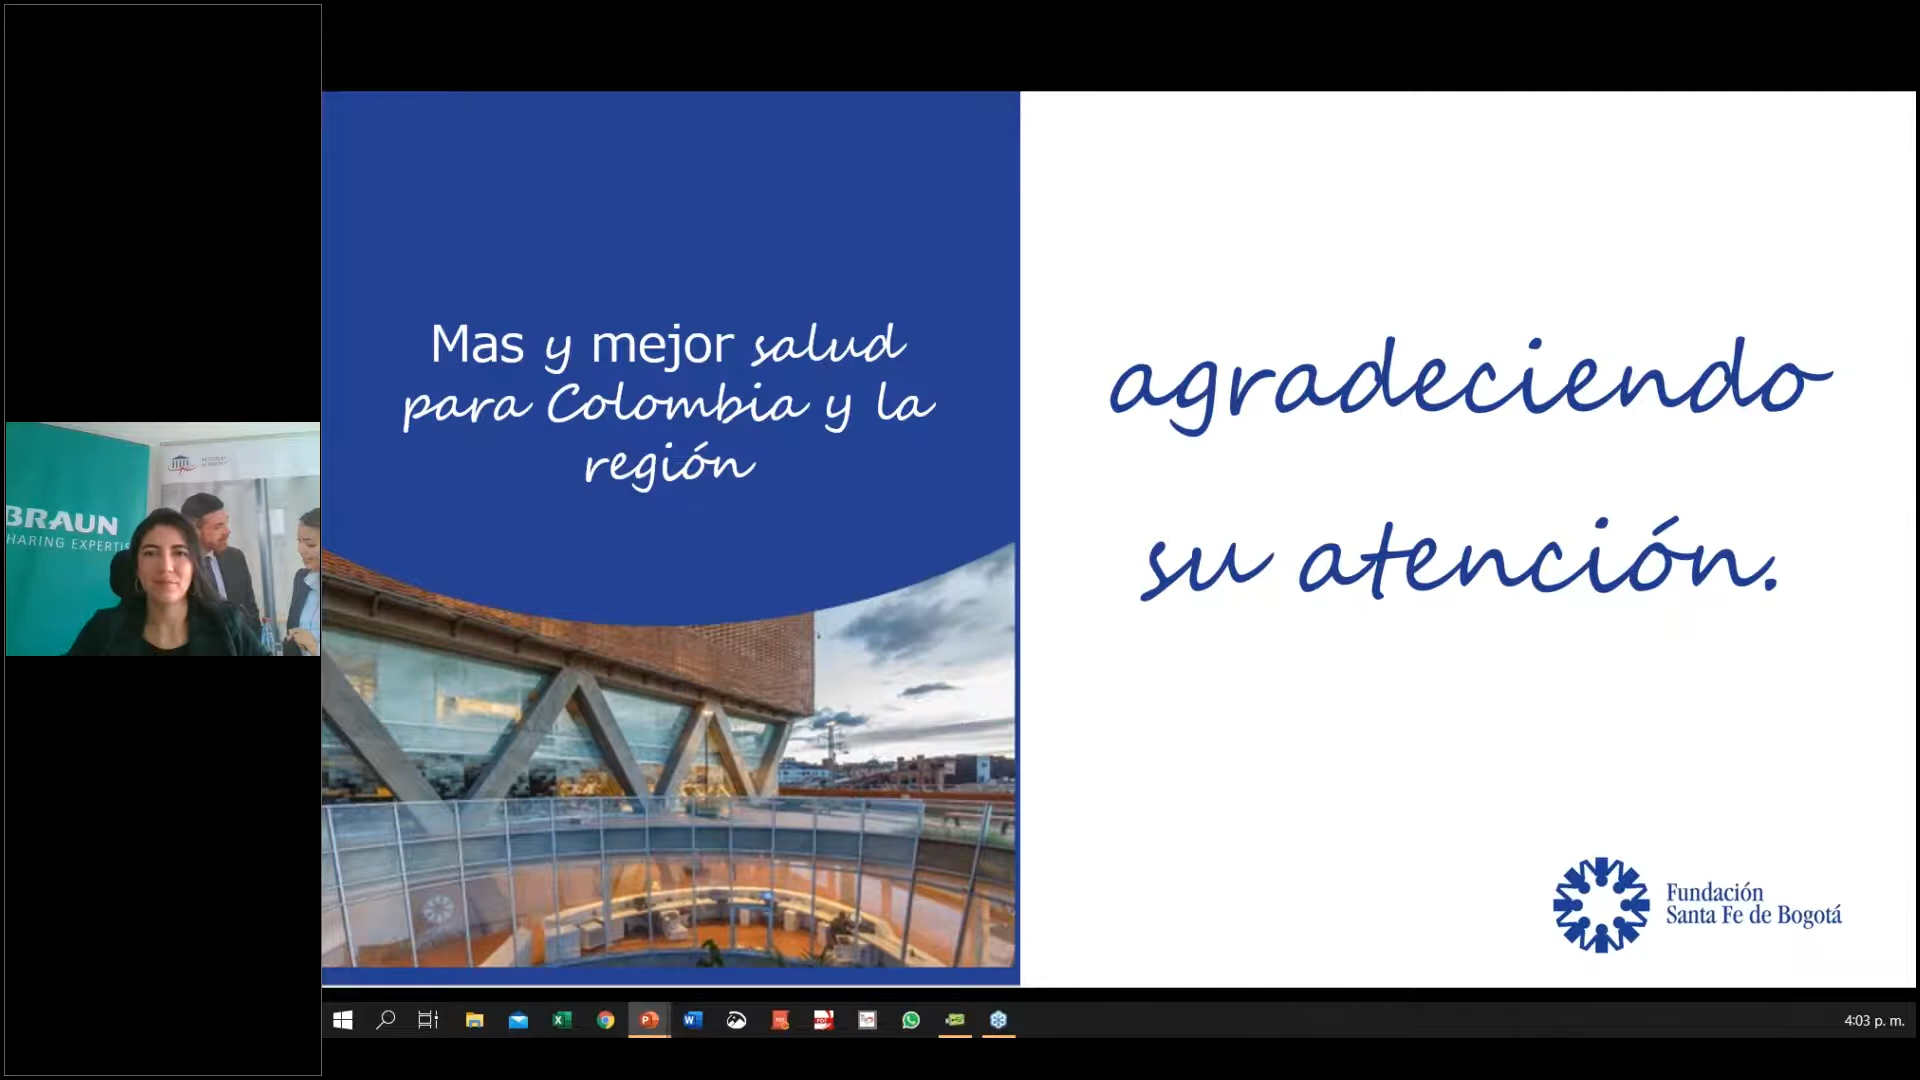 BRAUN
HARING EXPERTIS
Mas y mejor salud
para Colombia y la
región
agradeciendo
su atención.
Fundación
Santa Fe de Bogotá
4:03 p. m.